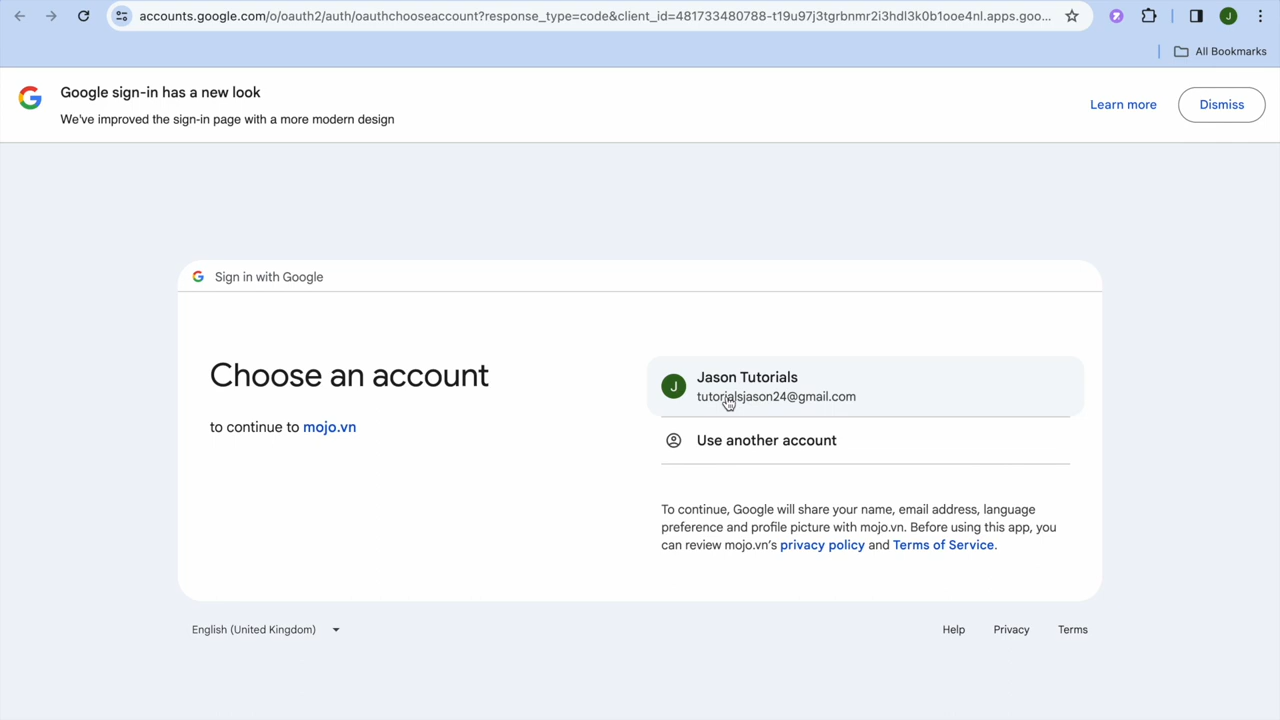 accounts.google.com/o/oauth2/auth/oauthchooseaccount?response_type=code&client_id=481733480788-t19u97j3tgrbnmr2i3hdl3k0b1ooe4nl.apps.goo...
J
All Bookmarks
Google sign-in has a new look
We've improved the sign-in page with a more modern design
Learn more
Dismiss
Sign in with Google
Choose an account
to continue to mojo.vn
J
Jason Tutorials
tutorialsjason24@gmail.com
Use another account
To continue, Google will share your name, email address, language
preference and profile picture with mojo.vn. Before using this app, you
can review mojo.vn's privacy policy and Terms of Service.
English (United Kingdom)
Help
Privacy
Terms